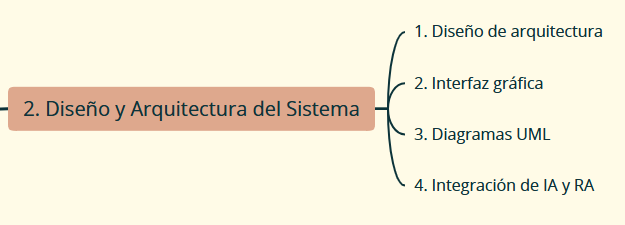 2. Diseño y Arquitectura del Sistema
1. Diseño de arquitectura
2. Interfaz gráfica
3. Diagramas UML
4. Integración de IA y RA